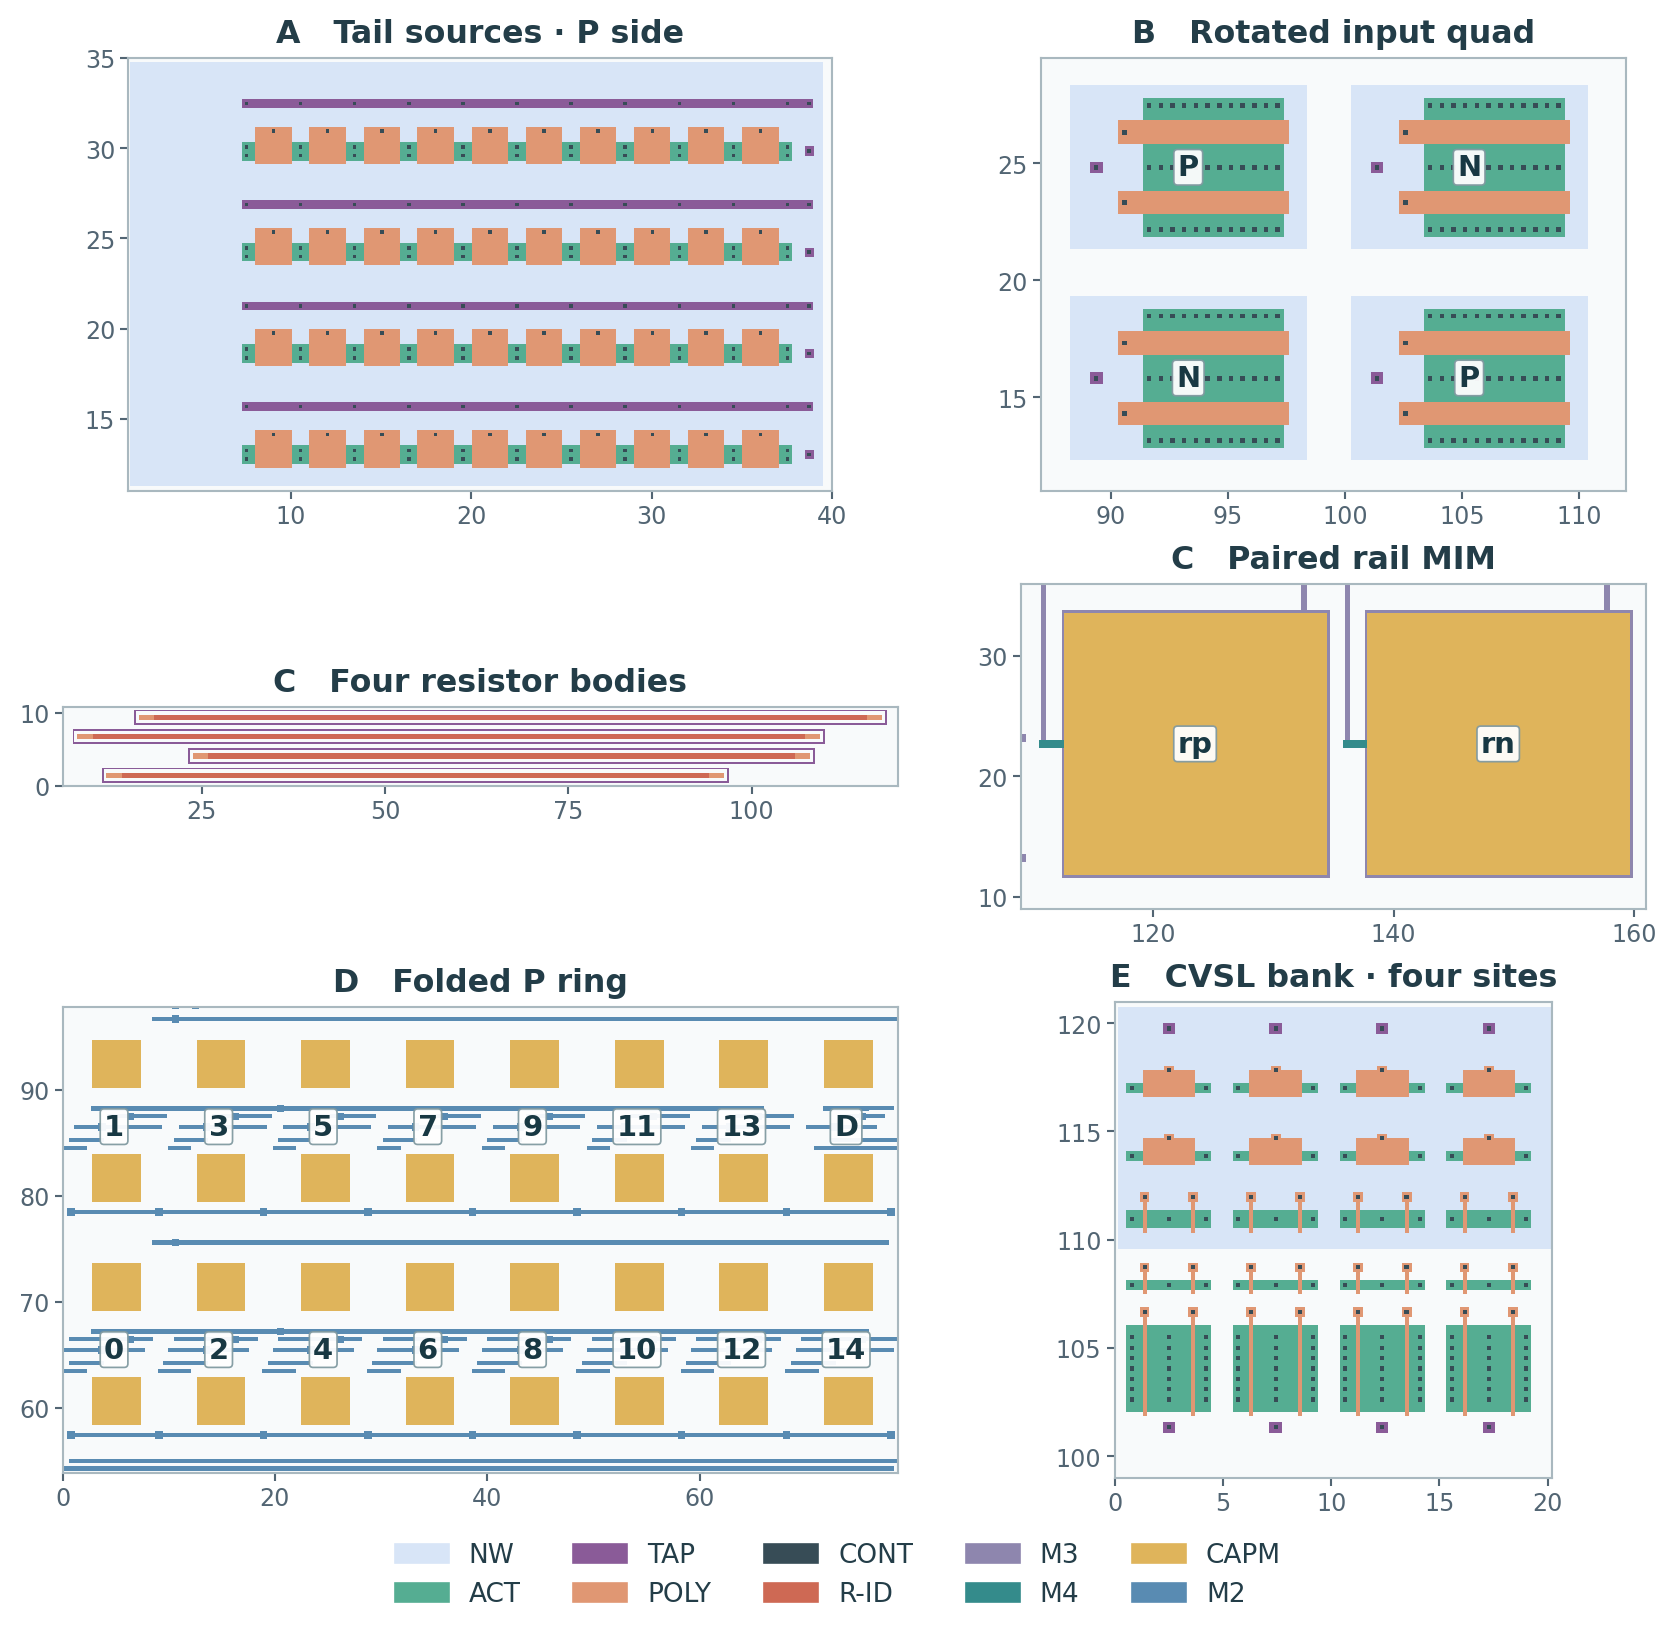 A Tail sources · P side
35
30
25
20
15
10 20 30 40
B Rotated input quad
25
20
15
P N
N P
90 95 100 105 110
C Four resistor bodies
10
0
25 50 75 100
C Paired rail MIM
30
20
10
rp rn
120 140 160
D Folded P ring
90
80
70
60
1 3 5 7 9 11 13 D
0 2 4 6 8 10 12 14
0 20 40 60
E CVSL bank · four sites
120
115
110
105
100
0 5 10 15 20
NW TAP CONT M3 CAPM
ACT POLY R-ID M4 M2